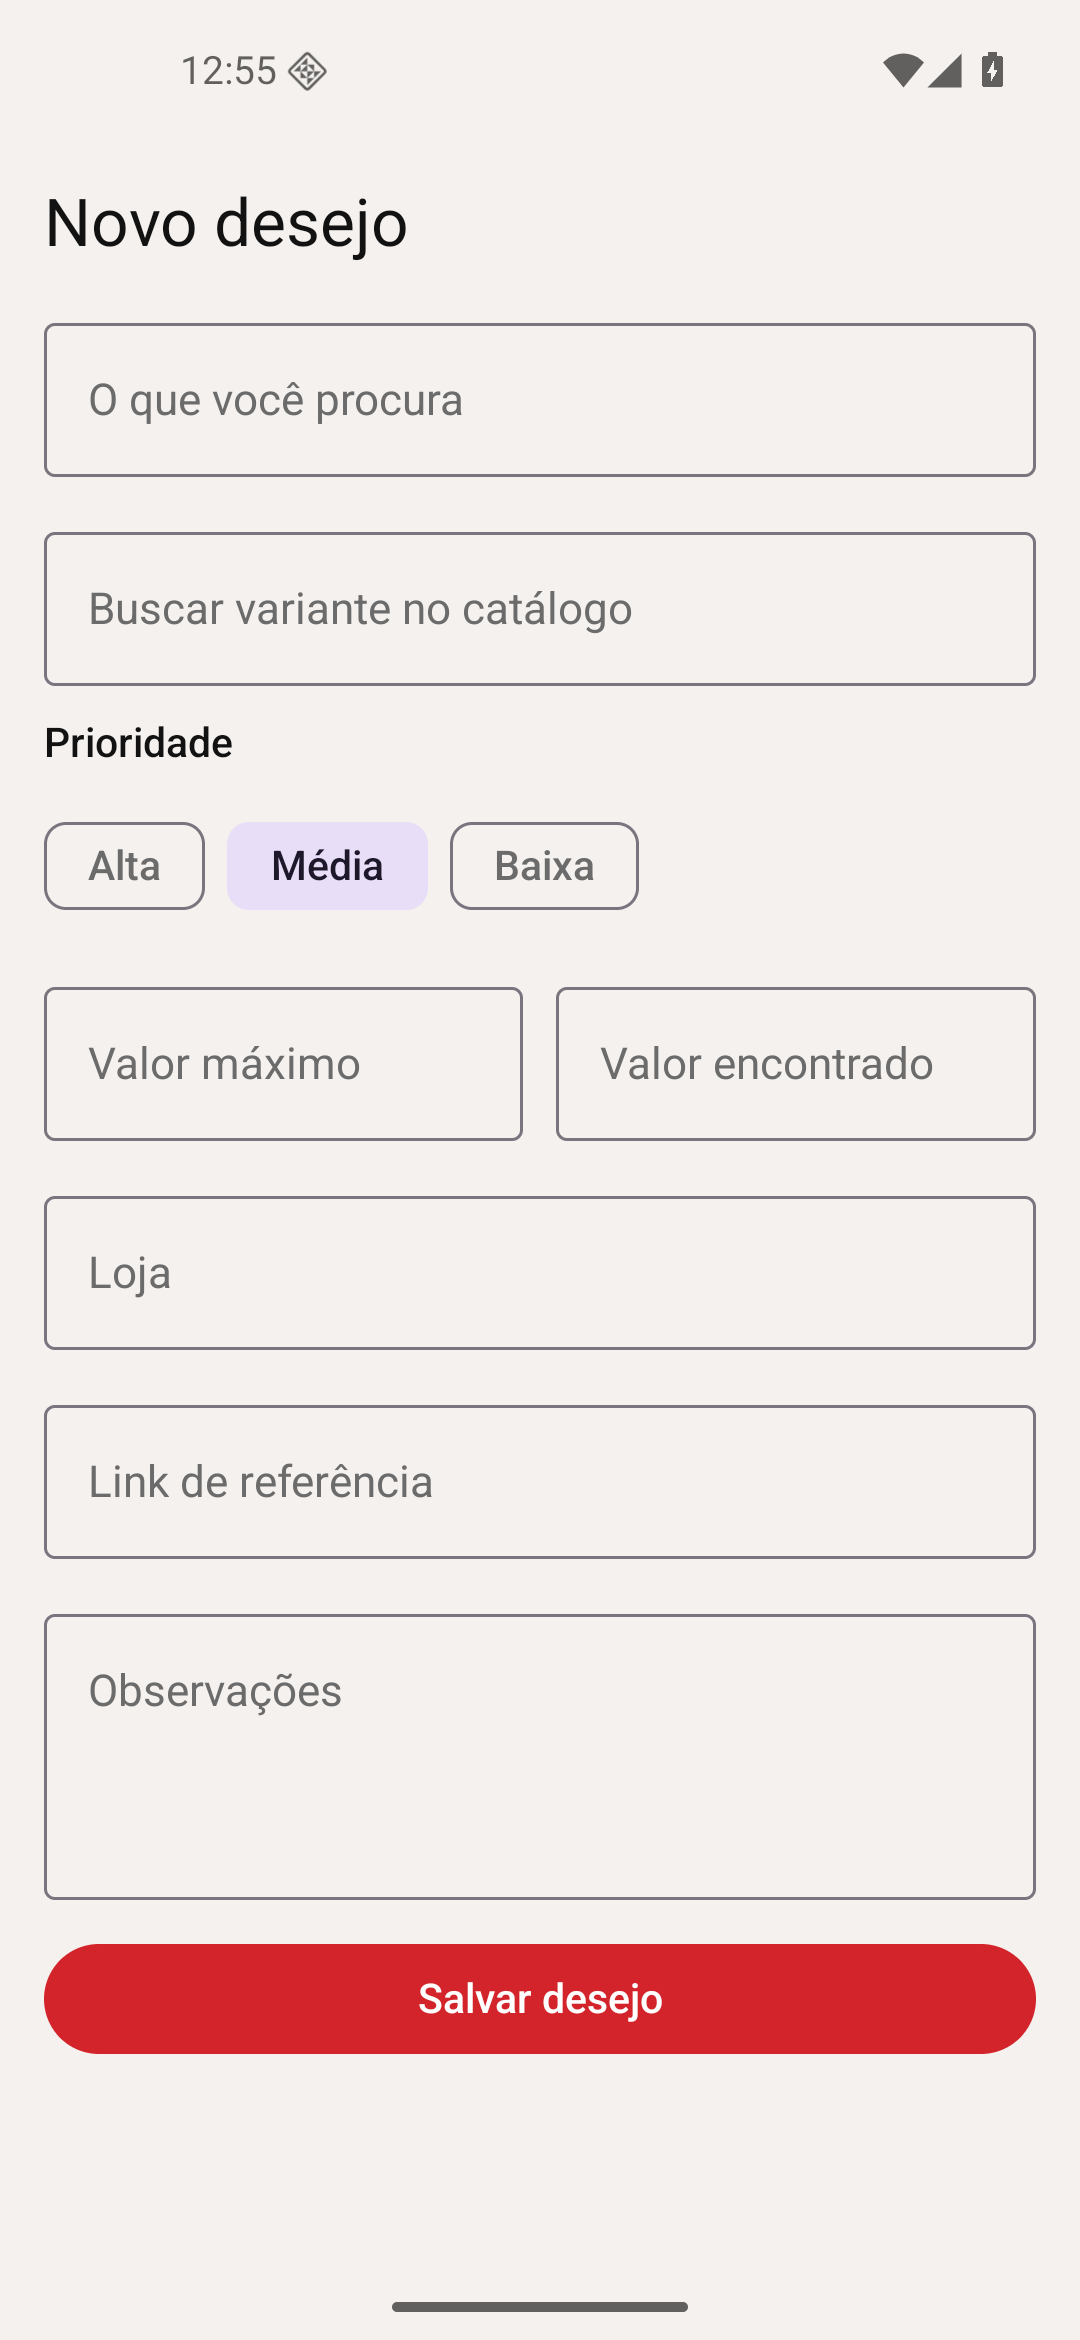 12:55
Novo desejo
O que você procura
Buscar variante no catálogo
Prioridade
Alta Média Baixa
Valor máximo Valor encontrado
Loja
Link de referência
Observações
Salvar desejo